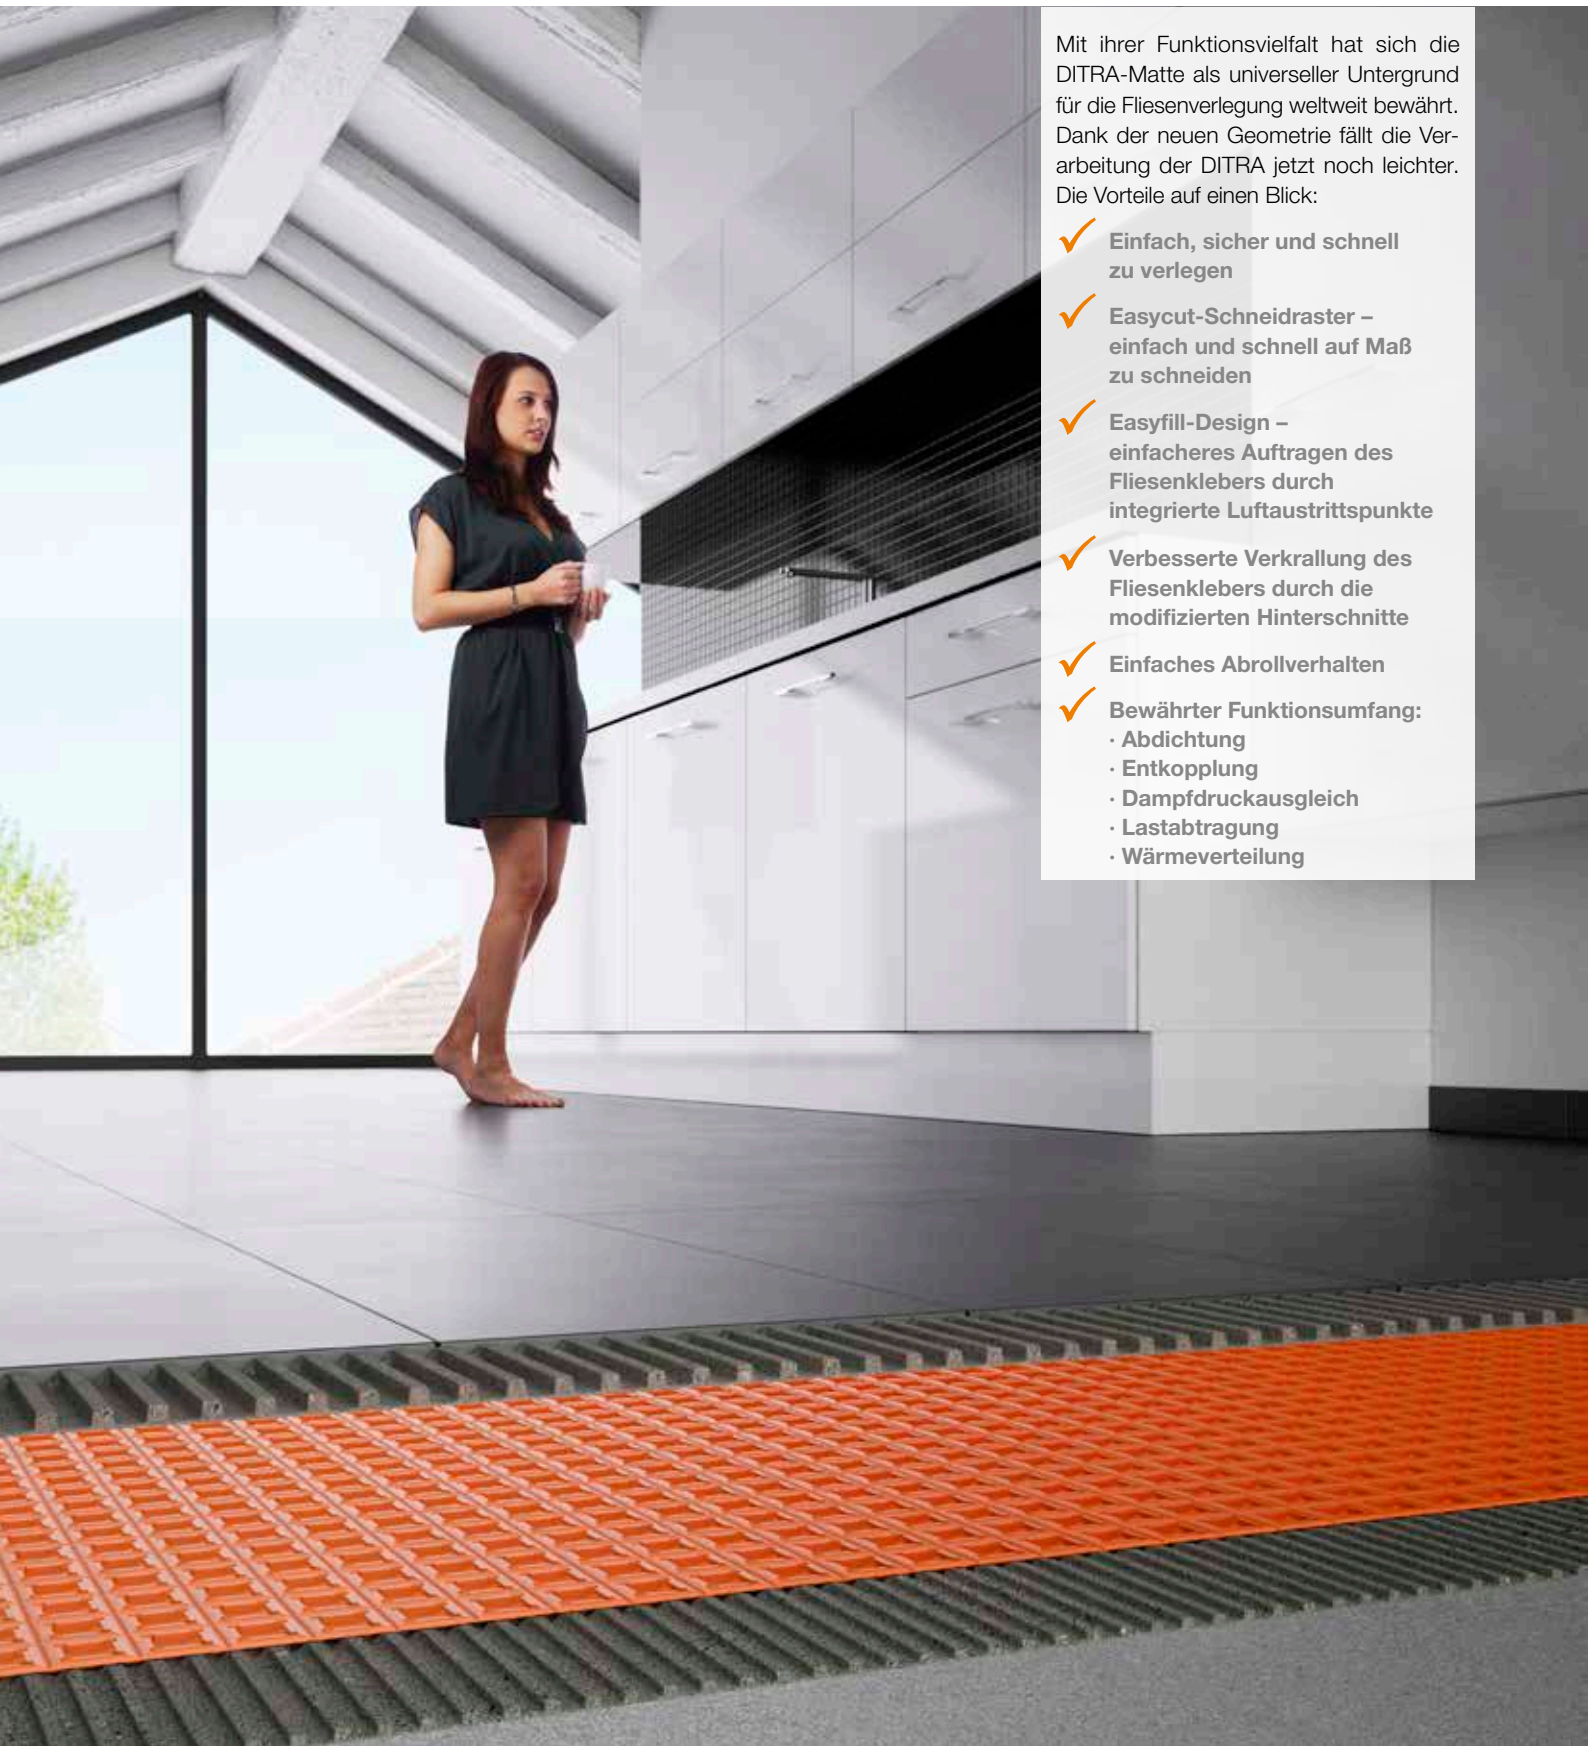 Mit ihrer Funktionsvielfalt hat sich die
DITRA-Matte als universeller Untergrund
für die Fliesenverlegung weltweit bewährt.
Dank der neuen Geometrie fällt die Ver-
arbeitung der DITRA jetzt noch leichter.
Die Vorteile auf einen Blick:
Einfach, sicher und schnell
zu verlegen
Easycut-Schneidraster –
einfach und schnell auf Maß
zu schneiden
Easyfill-Design –
einfacheres Auftragen des
Fliesenklebers durch
integrierte Luftaustrittspunkte
Verbesserte Verkrallung des
Fliesenklebers durch die
modifizierten Hinterschnitte
Einfaches Abrollverhalten
Bewährter Funktionsumfang:
· Abdichtung
· Entkopplung
· Dampfdruckausgleich
· Lastabtragung
· Wärmeverteilung